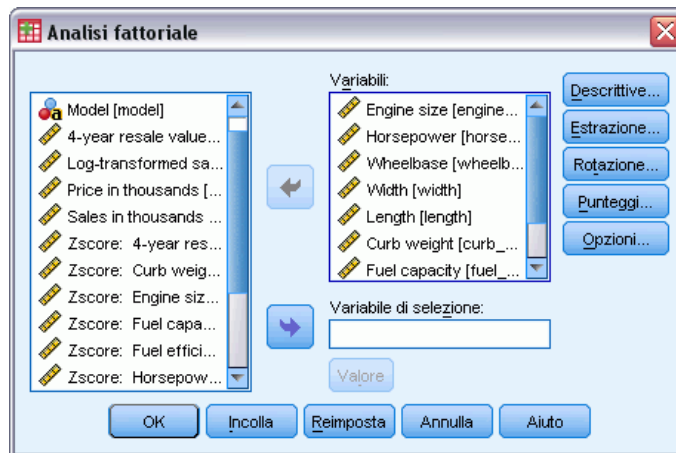 Analisi fattoriale
Model [model]
4-year resale value...
Log-transformed sa...
Price in thousands [...
Sales in thousands ...
Zscore: 4-year res...
Zscore: Curb weig...
Zscore: Engine siz...
Zscore: Fuel capa...
Zscore: Fuel effici...
Zscore: Horsepow...
Variabili:
Engine size [engine...
Horsepower [horse...
Wheelbase [wheelb...
Width [width]
Length [length]
Curb weight [curb_...
Fuel capacity [fuel_...
Variabile di selezione:
Valore
Descrittive...
Estrazione...
Rotazione...
Punteggi...
Opzioni...
OK
Incolla
Reimposta
Annulla
Aiuto